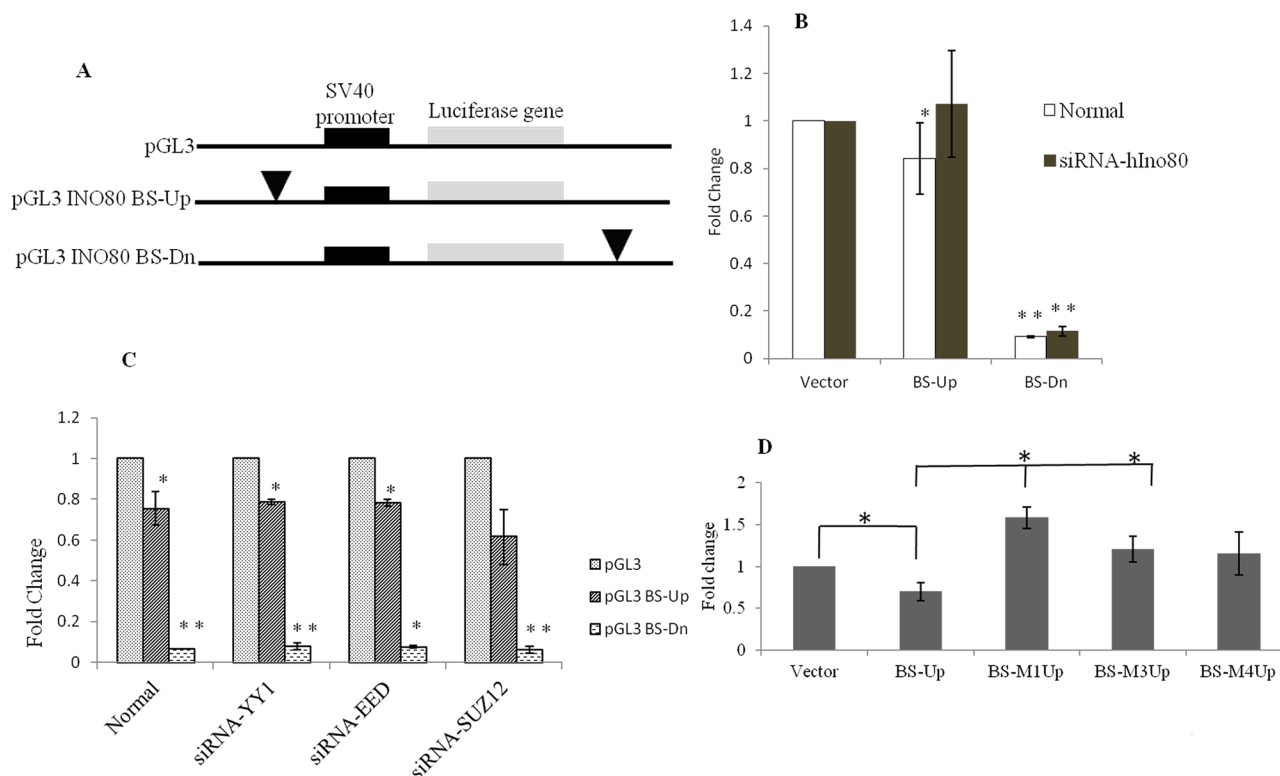 A
SV40
promoter
Luciferase gene
pGL3
pGL3 INO80 BS-Up
pGL3 INO80 BS-Dn
B
Fold Change
1.4
1.2
1
0.8
0.6
0.4
0.2
0
*
* *
* *
Vector
BS-Up
BS-Dn
Normal
siRNA-hIno80
C
Fold Change
1.2
1
0.8
0.6
0.4
0.2
0
*
* *
*
* *
*
*
* *
Normal
siRNA-YY1
siRNA-EED
siRNA-SUZ12
pGL3
pGL3 BS-Up
pGL3 BS-Dn
D
Fold change
2
1.5
1
0.5
0
*
*
*
Vector
BS-Up
BS-M1Up
BS-M3Up
BS-M4Up